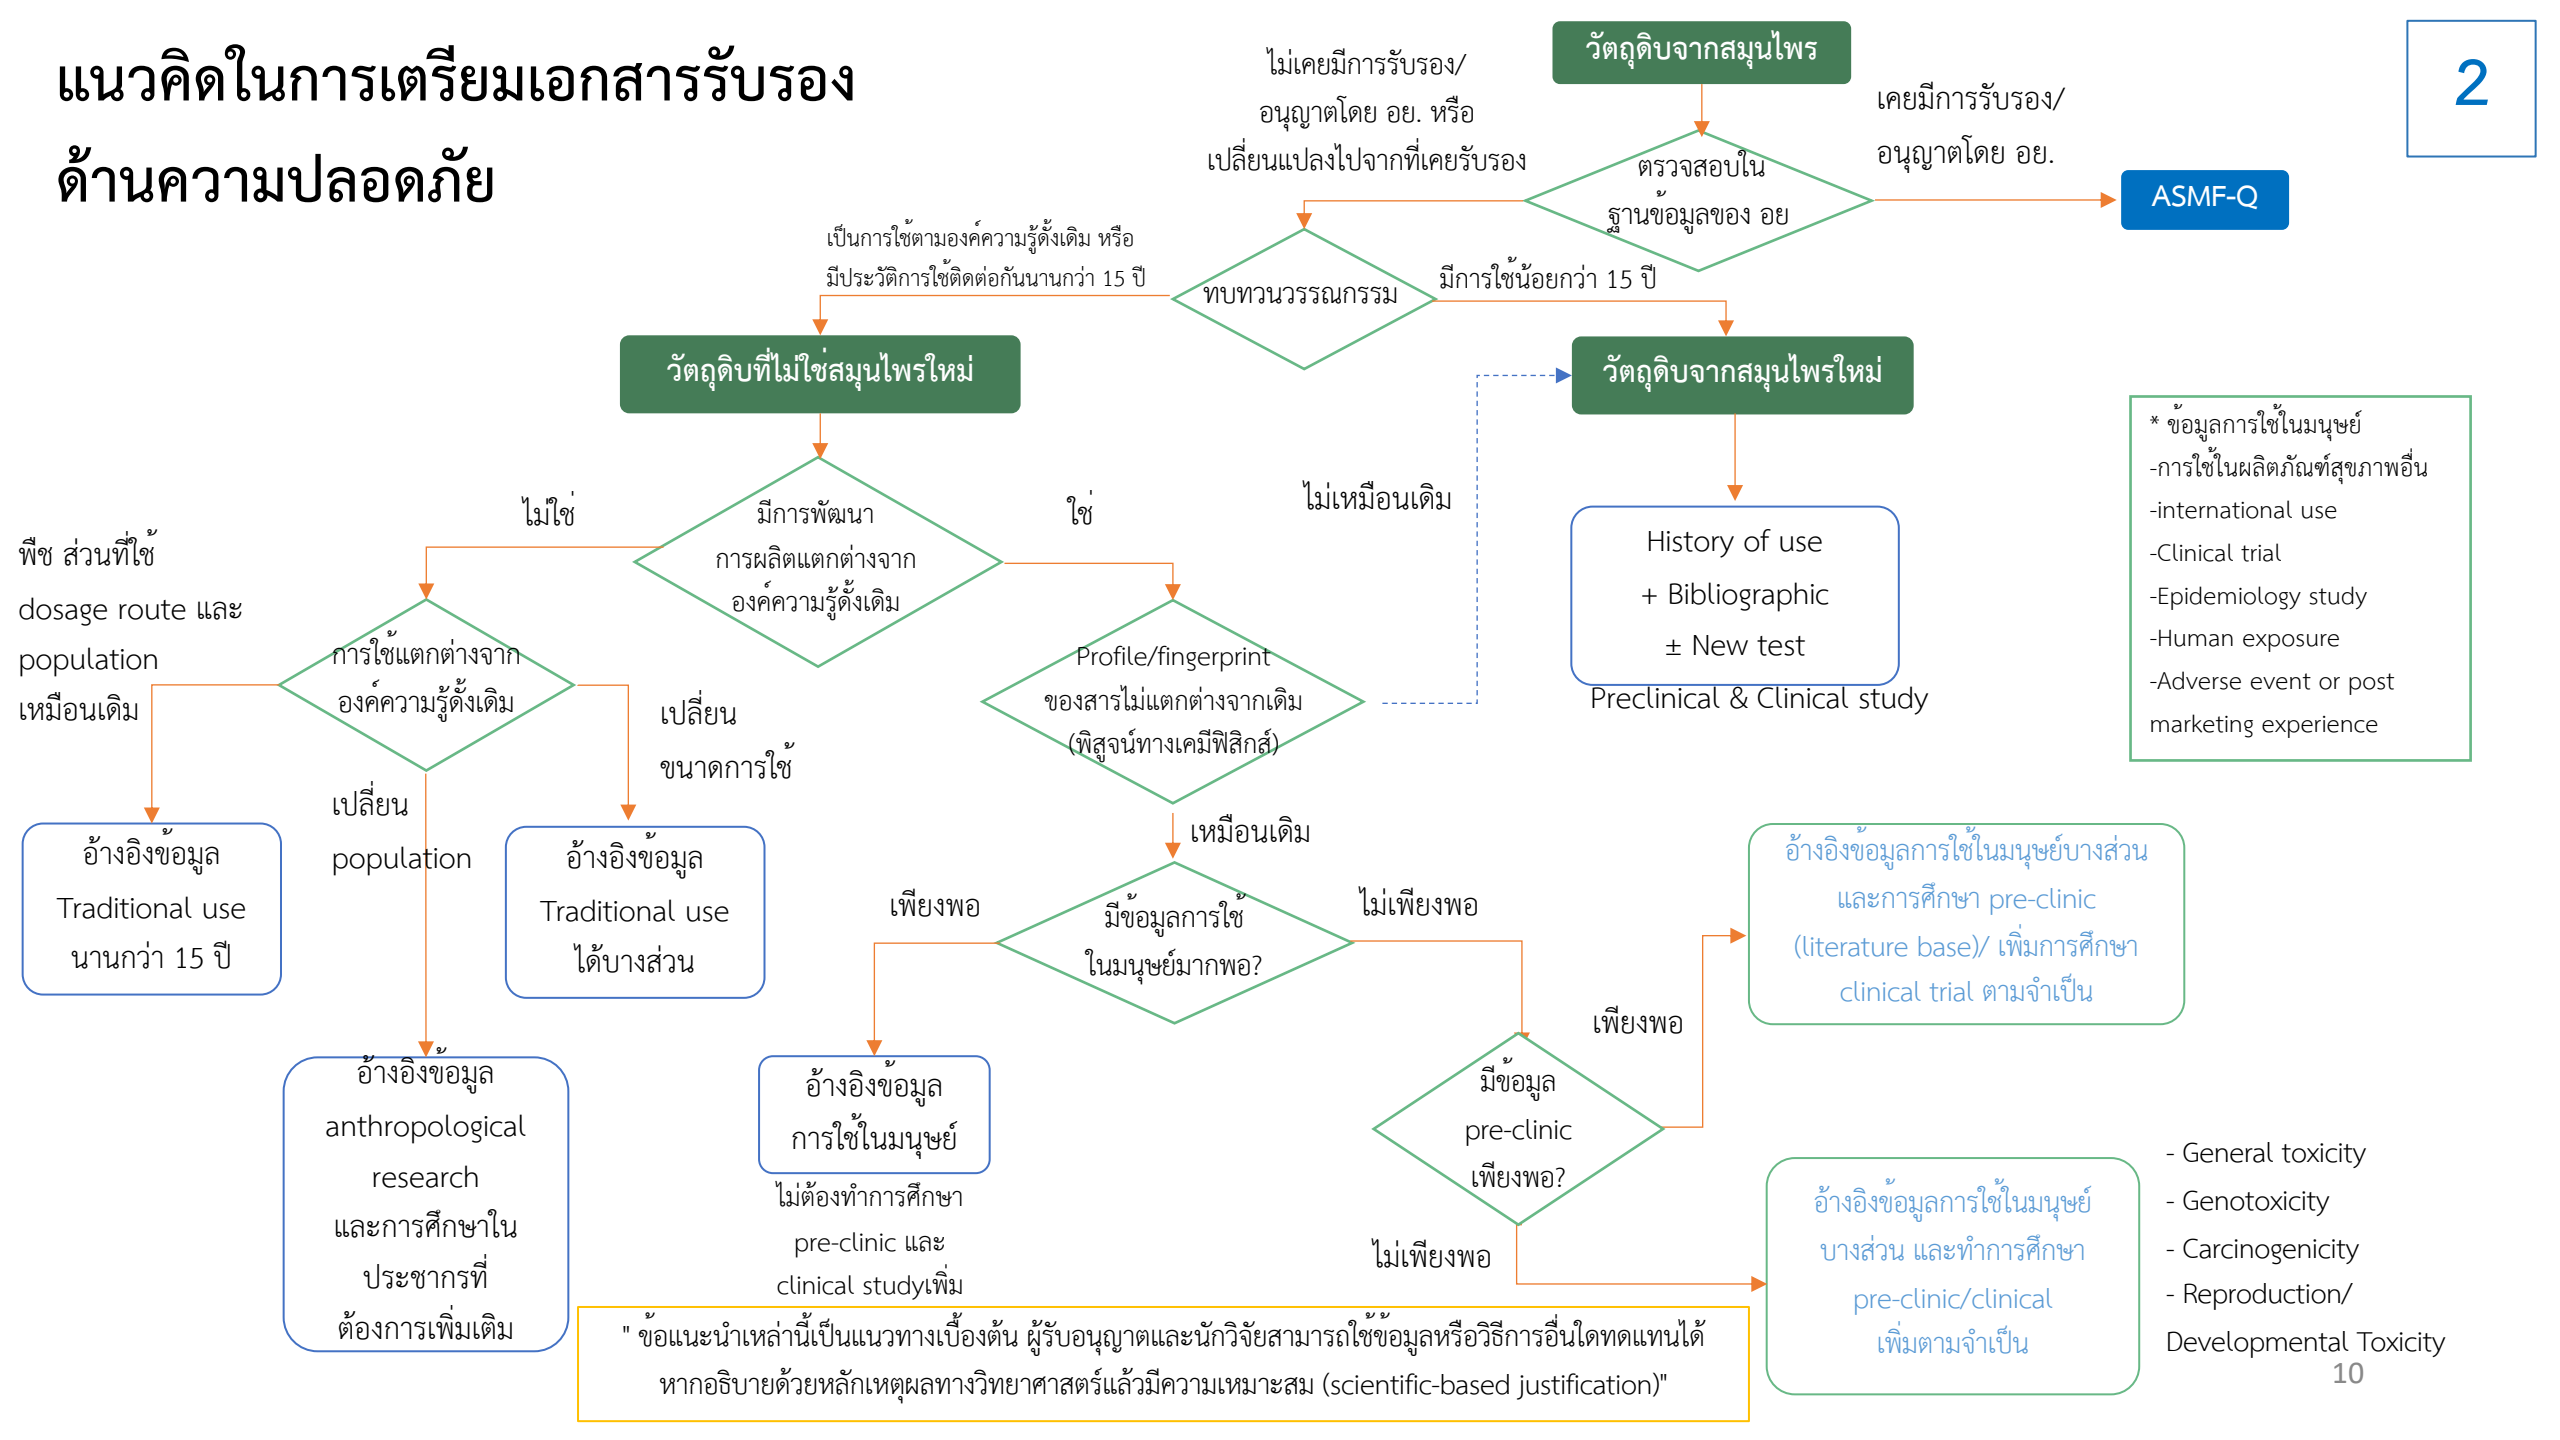 แนวคิดในการเตรียมเอกสารรับรอง
ด้านความปลอดภัย
2
วัตถุดิบจากสมุนไพร
ไม่เคยมีการรับรอง/
อนุญาตโดย อย. หรือ
เปลี่ยนแปลงไปจากที่เคยรับรอง
เคยมีการรับรอง/
อนุญาตโดย อย.
ตรวจสอบใน
ฐานข้อมูลของ อย
ASMF-Q
เป็นการใช้ตามองค์ความรู้ดั้งเดิม หรือ
มีประวัติการใช้ติดต่อกันนานกว่า 15 ปี
ทบทวนวรรณกรรม
มีการใช้น้อยกว่า 15 ปี
วัตถุดิบที่ไม่ใช่สมุนไพรใหม่
วัตถุดิบจากสมุนไพรใหม่
* ข้อมูลการใช้ในมนุษย์
-การใช้ในผลิตภัณฑ์สุขภาพอื่น
-international use
-Clinical trial
-Epidemiology study
-Human exposure
-Adverse event or post
marketing experience
ไม่ใช่
มีการพัฒนา
การผลิตแตกต่างจาก
องค์ความรู้ดั้งเดิม
ใช่
ไม่เหมือนเดิม
History of use
+ Bibliographic
± New test
Preclinical & Clinical study
พืช ส่วนที่ใช้
dosage route และ
population
เหมือนเดิม
การใช้แตกต่างจาก
องค์ความรู้ดั้งเดิม
เปลี่ยน
ขนาดการใช้
Profile/fingerprint
ของสารไม่แตกต่างจากเดิม
(พิสูจน์ทางเคมีฟิสิกส์)
เปลี่ยน
population
เหมือนเดิม
อ้างอิงข้อมูล
Traditional use
นานกว่า 15 ปี
อ้างอิงข้อมูล
Traditional use
ได้บางส่วน
เพียงพอ
มีข้อมูลการใช้
ในมนุษย์มากพอ?
ไม่เพียงพอ
อ้างอิงข้อมูลการใช้ในมนุษย์บางส่วน
และการศึกษา pre-clinic
(literature base)/ เพิ่มการศึกษา
clinical trial ตามจำเป็น
เพียงพอ
อ้างอิงข้อมูล
anthropological
research
และการศึกษาใน
ประชากรที่
ต้องการเพิ่มเติม
อ้างอิงข้อมูล
การใช้ในมนุษย์
ไม่ต้องทำการศึกษา
pre-clinic และ
clinical studyเพิ่ม
มีข้อมูล
pre-clinic
เพียงพอ?
ไม่เพียงพอ
อ้างอิงข้อมูลการใช้ในมนุษย์
บางส่วน และทำการศึกษา
pre-clinic/clinical
เพิ่มตามจำเป็น
- General toxicity
- Genotoxicity
- Carcinogenicity
- Reproduction/
Developmental Toxicity
" ข้อแนะนำเหล่านี้เป็นแนวทางเบื้องต้น ผู้รับอนุญาตและนักวิจัยสามารถใช้ข้อมูลหรือวิธีการอื่นใดทดแทนได้
หากอธิบายด้วยหลักเหตุผลทางวิทยาศาสตร์แล้วมีความเหมาะสม (scientific-based justification)"
10